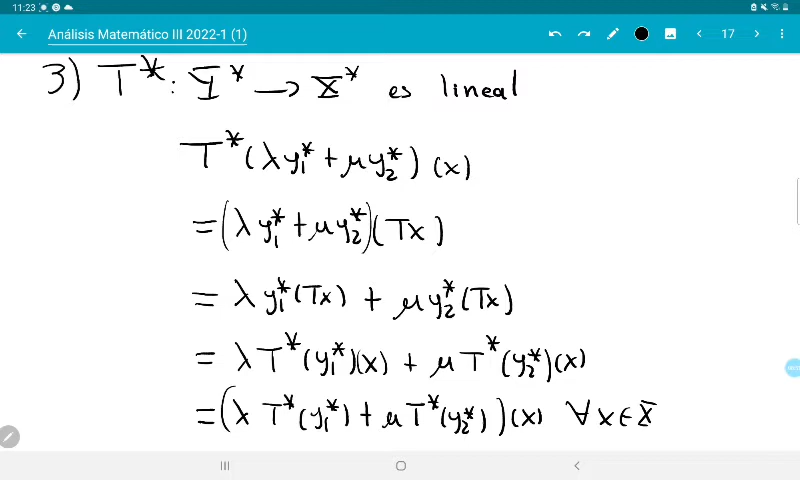 11:23
Análisis Matemático III 2022-1 (1)
17
3) T* : Y* → X* es lineal
T*(λy₁* + μy₂*)(x)
= (λy₁* + μy₂*)(Tx)
= λy₁*(Tx) + μy₂*(Tx)
= λT*(y₁*)(x) + μT*(y₂*)(x)
= (λT*(y₁*) + μT*(y₂*))(x) ∀x∈X